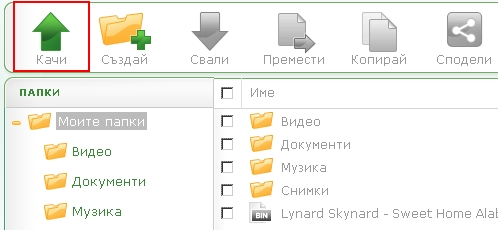 Качи Създай Свали Премести Копирай Сподели
ПАПКИ
Име
Моите папки
Видео
Документи
Музика
Видео
Документи
Музика
Снимки
BIN Lynard Skynard - Sweet Home Alab